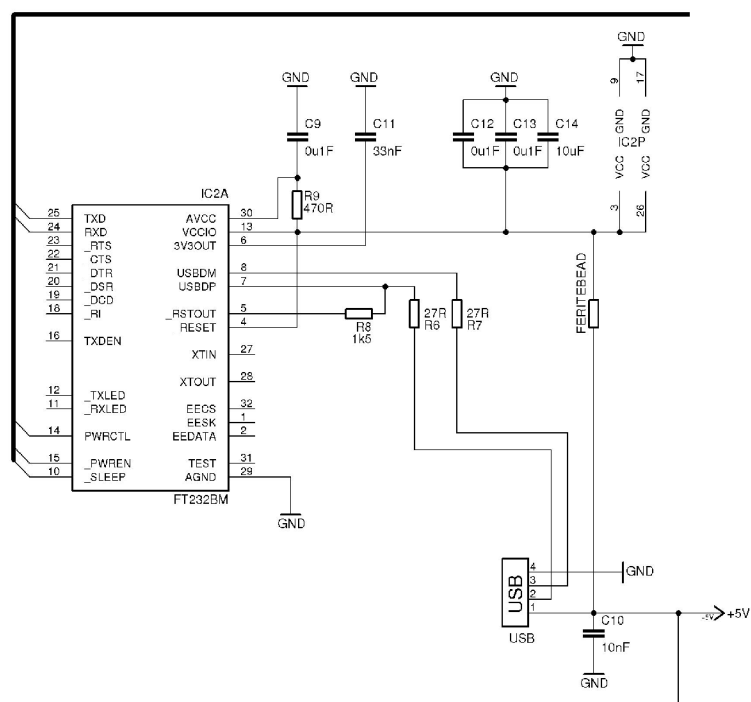 GND
GND
GND
GND
9
17
C9
0u1F
C11
33nF
C12
0u1F
C13
0u1F
C14
10uF
GND
GND
IC2P
VCC
VCC
3
26
IC2A
R9
470R
25 TXD AVCC 30
24 RXD VCCIO 13
23 _RTS 3V3OUT 6
22 _CTS
21 DTR USBDM 8
20 _DSR USBDP 7
19 _DCD
18 _RI _RSTOUT 5
RESET 4
16 TXDEN
XTIN 27
XTOUT 28
12 _TXLED
11 _RXLED EECS 32
EESK 1
14 PWRCTL EEDATA 2
15 _PWREN TEST 31
10 _SLEEP AGND 29
FT232BM
R8
1k5
27R
R6
27R
R7
FERITEBEAD
GND
USB
4
3
2
1
GND
USB
+5V
C10
10nF
GND